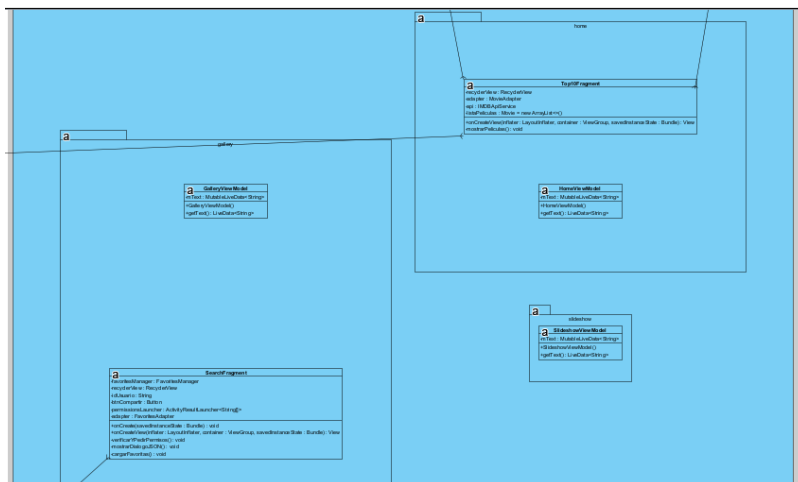 a
home
a
Top10Fragment
-recyclerView : RecyclerView
-adapter : MovieAdapter
-api : IMDBApiService
-listaPeliculas : Movie = new ArrayList<>()
+onCreateView(inflater : LayoutInflater, container : ViewGroup, savedInstanceState : Bundle) : View
-mostrarPeliculas() : void
a
gallery
a
GalleryViewModel
-mText : MutableLiveData<String>
+GalleryViewModel()
+getText() : LiveData<String>
a
HomeViewModel
-mText : MutableLiveData<String>
+HomeViewModel()
+getText() : LiveData<String>
a
slideshow
a
SlideshowViewModel
-mText : MutableLiveData<String>
+SlideshowViewModel()
+getText() : LiveData<String>
a
SearchFragment
-favoritesManager : FavoritesManager
-recyclerView : RecyclerView
-idUsuario : String
-btnCompartir : Button
-permissionsLauncher : ActivityResultLauncher<String[]>
-adapter : FavoritesAdapter
+onCreate(savedInstanceState : Bundle) : void
+onCreateView(inflater : LayoutInflater, container : ViewGroup, savedInstanceState : Bundle) : View
-verificarYPedirPermisos() : void
-mostrarDialogoJSON() : void
-cargarFavoritas() : void